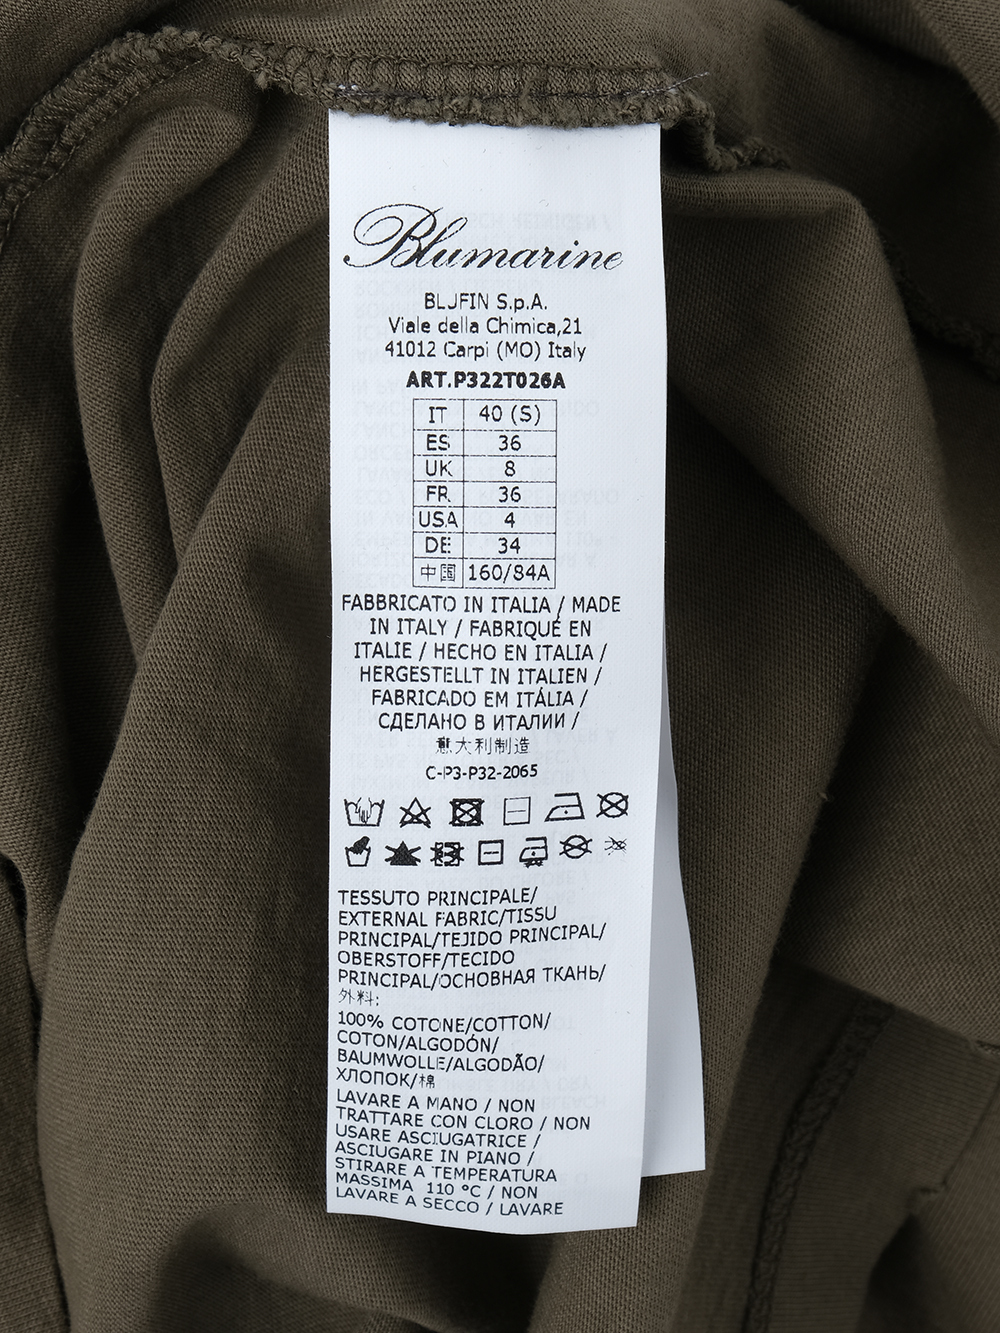 Blumarine
BLUFIN S.p.A.
Viale della Chimica,21
41012 Carpi (MO) Italy
ART.P322T026A
IT 40 (S)
ES 36
UK 8
FR 36
USA 4
DE 34
中国 160/84A
FABBRICATO IN ITALIA / MADE
IN ITALY / FABRIQUÉ EN
ITALIE / HECHO EN ITALIA /
HERGESTELLT IN ITALIEN /
FABRICADO EM ITÁLIA /
СДЕЛАНО В ИТАЛИИ /
意大利制造
C-P3-P32-2065
TESSUTO PRINCIPALE/
EXTERNAL FABRIC/TISSU
PRINCIPAL/TEJIDO PRINCIPAL/
OBERSTOFF/TECIDO
PRINCIPAL/ОСНОВНАЯ ТКАНЬ/
外料:
100% COTONE/COTTON/
COTON/ALGODÓN/
BAUMWOLLE/ALGODÃO/
ХЛОПОК/棉
LAVARE A MANO / NON
TRATTARE CON CLORO / NON
USARE ASCIUGATRICE /
ASCIUGARE IN PIANO /
STIRARE A TEMPERATURA
MASSIMA 110 °C / NON
LAVARE A SECCO / LAVARE